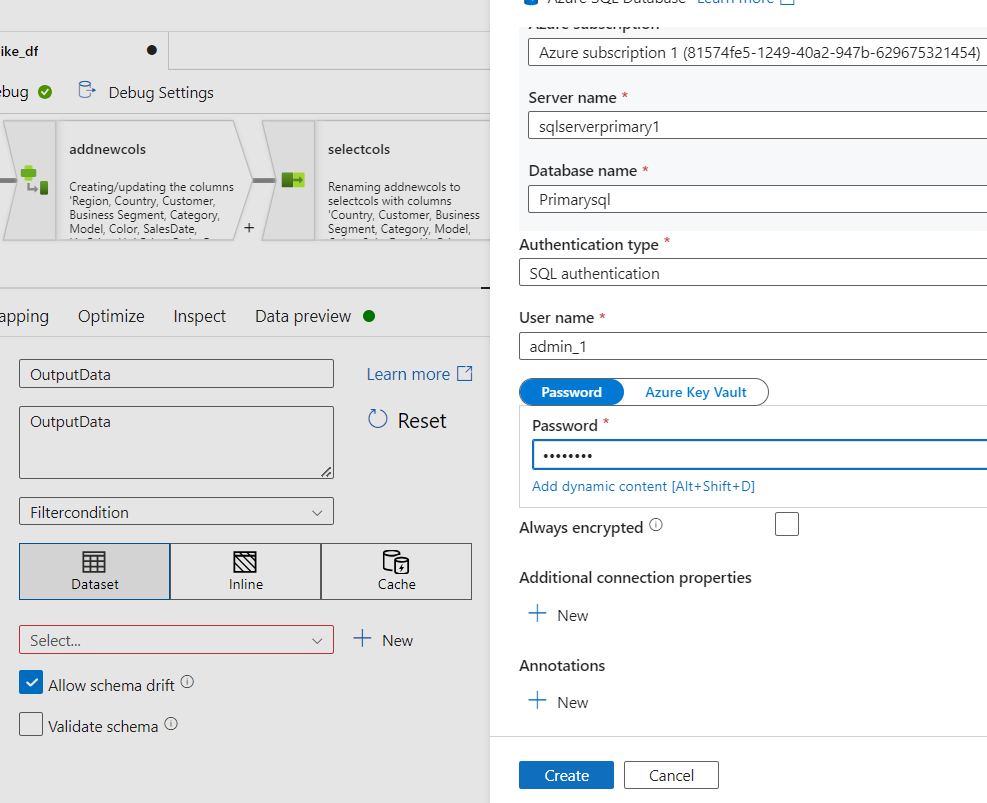 ike_df
ebug
Debug Settings
addnewcols
Creating/updating the columns
'Region, Country, Customer,
Business Segment, Category,
Model, Color, SalesDate,
+
selectcols
Renaming addnewcols to
selectcols with columns
'Country, Customer, Business
Segment, Category, Model,
apping
Optimize
Inspect
Data preview
OutputData
Learn more
OutputData
Reset
Filtercondition
Dataset
Inline
Cache
Select...
New
Allow schema drift
Validate schema
Azure SQL Database
Learn more
Azure subscription
Azure subscription 1 (81574fe5-1249-40a2-947b-629675321454)
Server name *
sqlserverprimary1
Database name *
Primarysql
Authentication type *
SQL authentication
User name *
admin_1
Password
Azure Key Vault
Password *
••••••••
Add dynamic content [Alt+Shift+D]
Always encrypted
Additional connection properties
New
Annotations
New
Create
Cancel